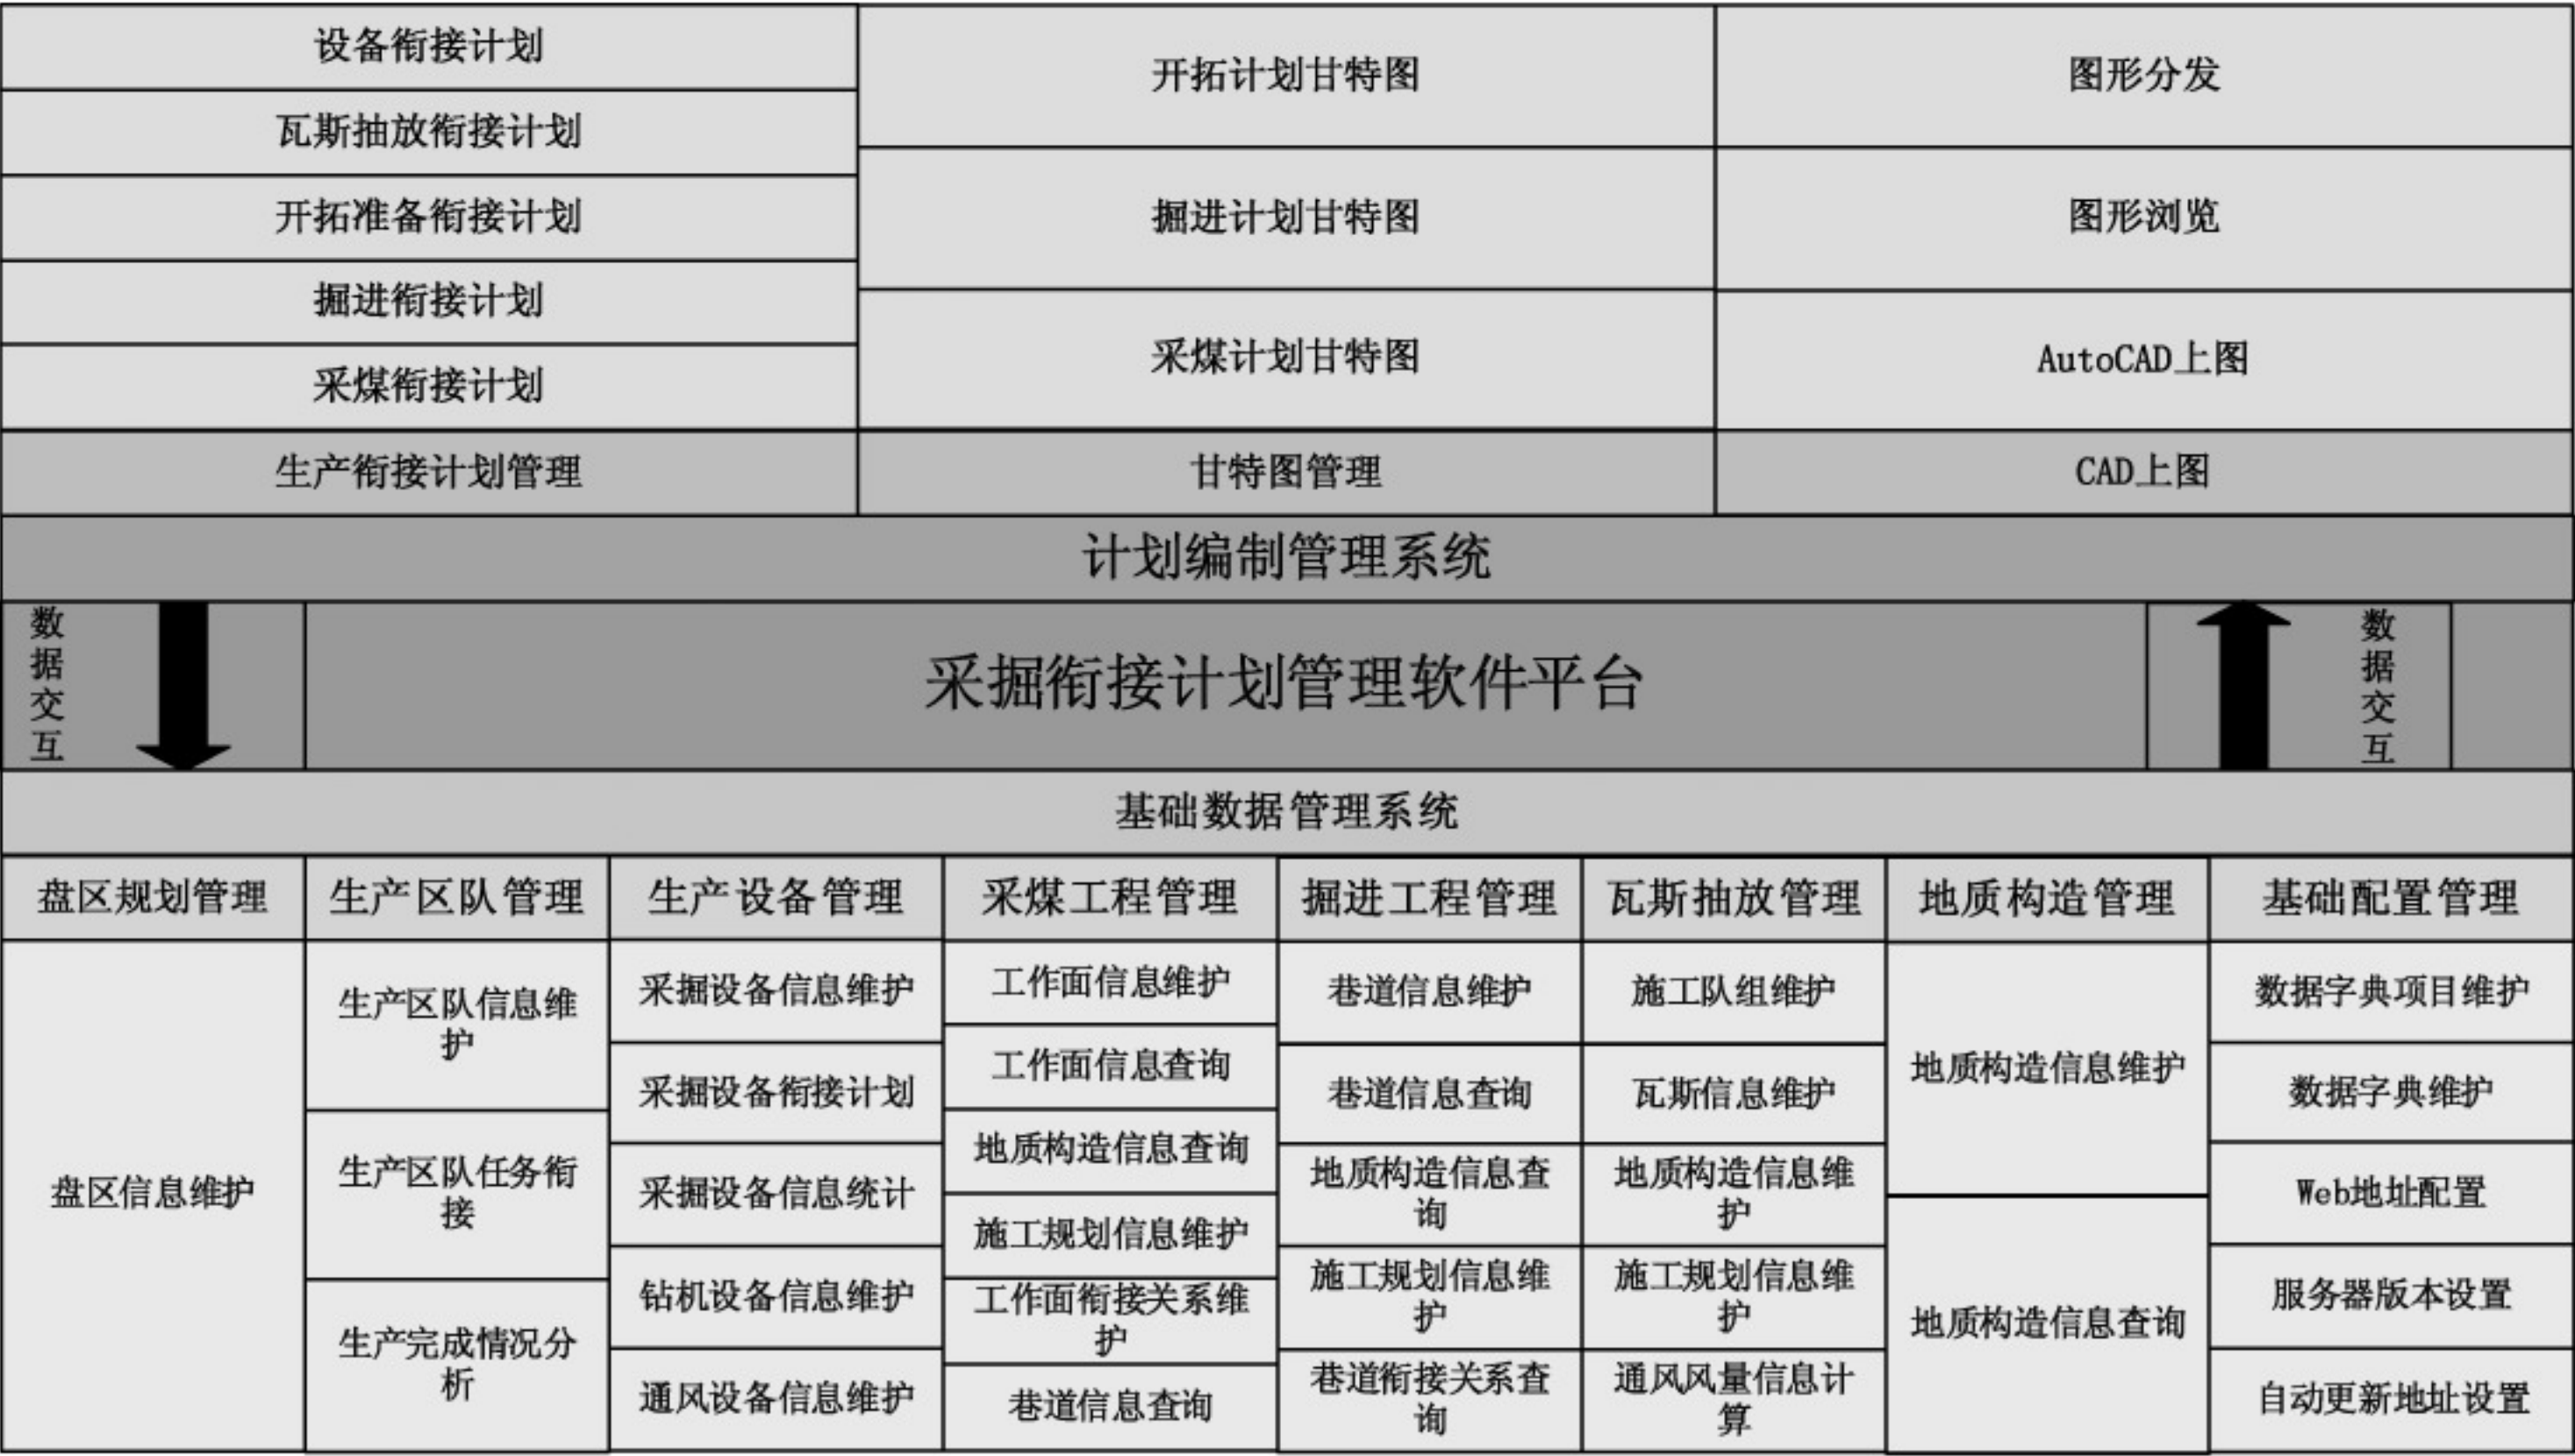 设备衔接计划
瓦斯抽放衔接计划
开拓准备衔接计划
掘进衔接计划
采煤衔接计划
生产衔接计划管理
开拓计划甘特图
掘进计划甘特图
采煤计划甘特图
甘特图管理
图形分发
图形浏览
AutoCAD上图
CAD上图
计划编制管理系统
数据交互
采掘衔接计划管理软件平台
数据交互
基础数据管理系统
盘区规划管理
盘区信息维护
生产区队管理
生产区队信息维
护
生产区队任务衔
接
生产完成情况分
析
生产设备管理
采掘设备信息维护
采掘设备衔接计划
采掘设备信息统计
钻机设备信息维护
通风设备信息维护
采煤工程管理
工作面信息维护
工作面信息查询
地质构造信息查询
施工规划信息维护
工作面衔接关系维
护
巷道信息查询
掘进工程管理
巷道信息维护
巷道信息查询
地质构造信息查
询
施工规划信息维
护
巷道衔接关系查
询
瓦斯抽放管理
施工队组维护
瓦斯信息维护
地质构造信息维
护
施工规划信息维
护
通风风量信息计
算
地质构造管理
地质构造信息维护
地质构造信息查询
基础配置管理
数据字典项目维护
数据字典维护
Web地址配置
服务器版本设置
自动更新地址设置